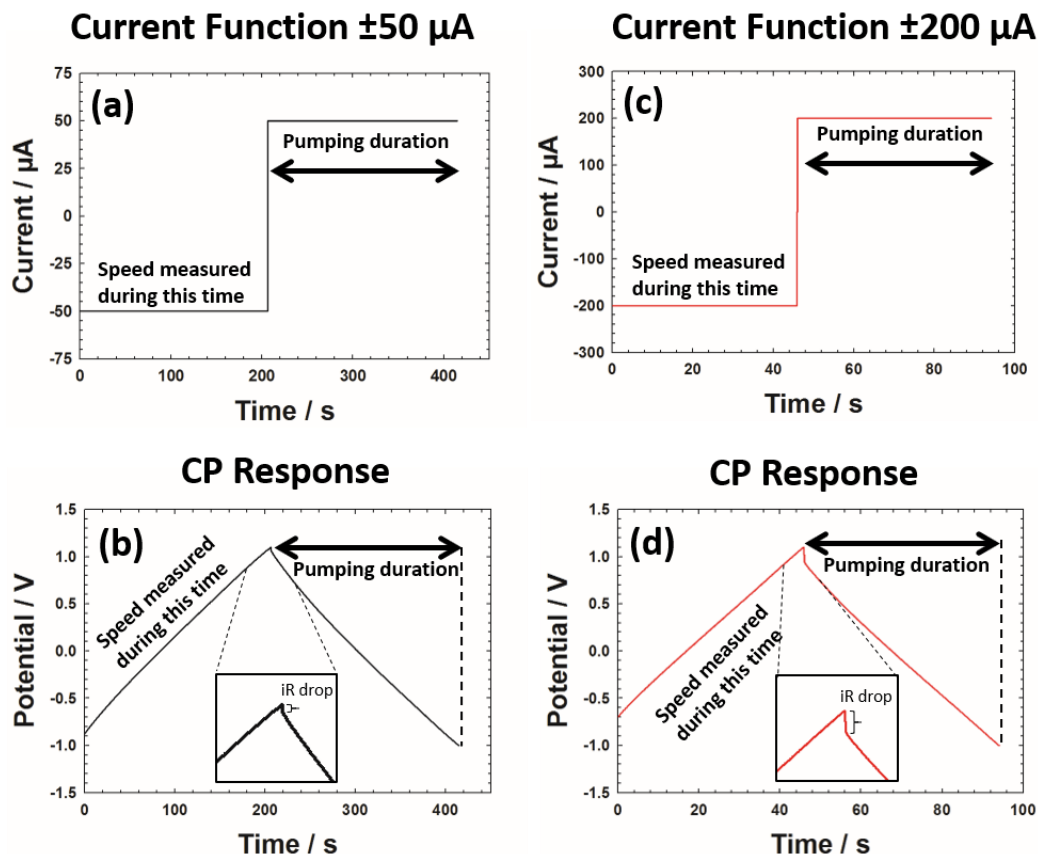 Current Function ±50 µA
(a)
75
50
25
0
-25
-50
-75
Current / µA
Pumping duration
Speed measured
during this time
0
100
200
300
400
Time / s
Current Function ±200 µA
(c)
300
200
100
0
-100
-200
-300
Current / µA
Pumping duration
Speed measured
during this time
0
20
40
60
80
100
Time / s
CP Response
(b)
1.5
1.0
0.5
0.0
-0.5
-1.0
-1.5
Potential / V
Speed measured
during this time
Pumping duration
iR drop
0
100
200
300
400
Time / s
CP Response
(d)
1.5
1.0
0.5
0.0
-0.5
-1.0
-1.5
Potential / V
Speed measured
during this time
Pumping duration
iR drop
0
20
40
60
80
100
Time / s